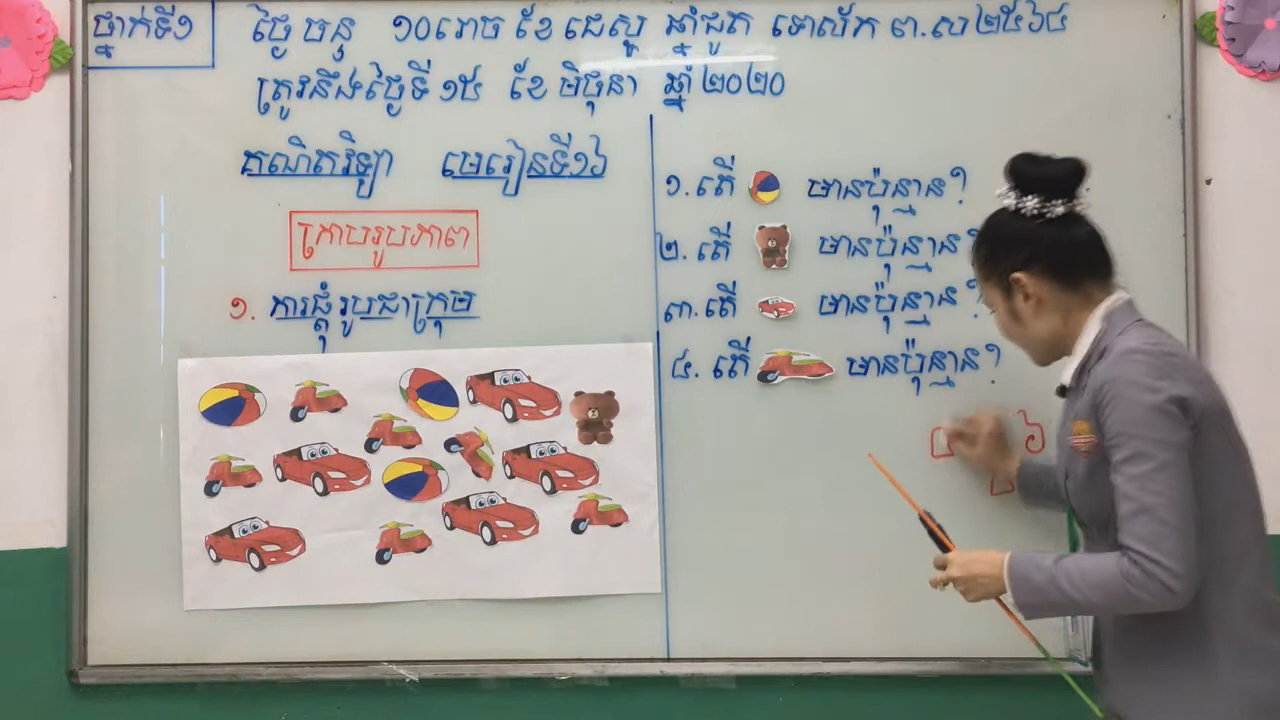 ថ្នាក់ទី១
ថ្ងៃ ចន្ទ ១០រោច ខែ ជេស្ឋ ឆ្នាំជូត ទោស័ក ព.ស ២៥៦៤
ត្រូវនឹងថ្ងៃទី ១៥ ខែ មិថុនា ឆ្នាំ ២០២០
គណិតវិទ្យា មេរៀនទី១៦
ក្រាបរូបភាព
១. ការផ្តុំរូបជាក្រុម
១. តើ មានប៉ុន្មាន?
២. តើ មានប៉ុន្មាន?
៣. តើ មានប៉ុន្មាន?
៤. តើ មានប៉ុន្មាន?
៦